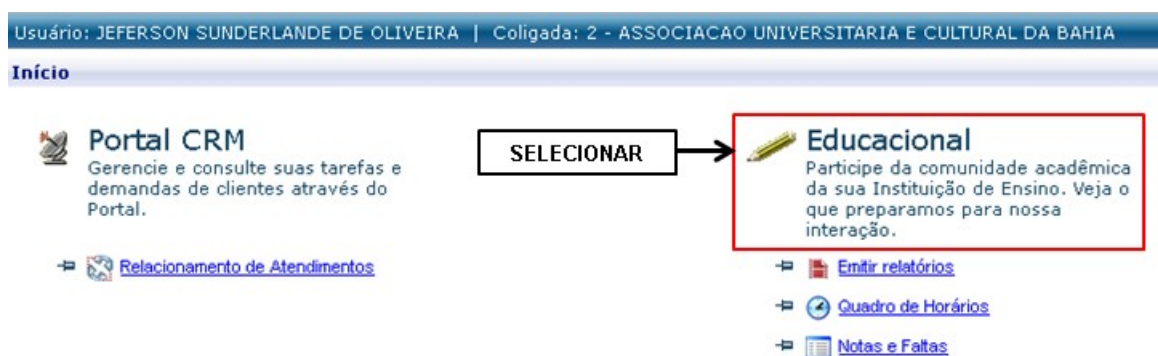 Usuário: JEFERSON SUNDERLANDE DE OLIVEIRA | Coligada: 2 - ASSOCIACAO UNIVERSITARIA E CULTURAL DA BAHIA
Início
Portal CRM
Gerencie e consulte suas tarefas e
demandas de clientes através do
Portal.
Relacionamento de Atendimentos
SELECIONAR
Educacional
Participe da comunidade acadêmica
da sua Instituição de Ensino. Veja o
que preparamos para nossa
interação.
Emitir relatórios
Quadro de Horários
Notas e Faltas